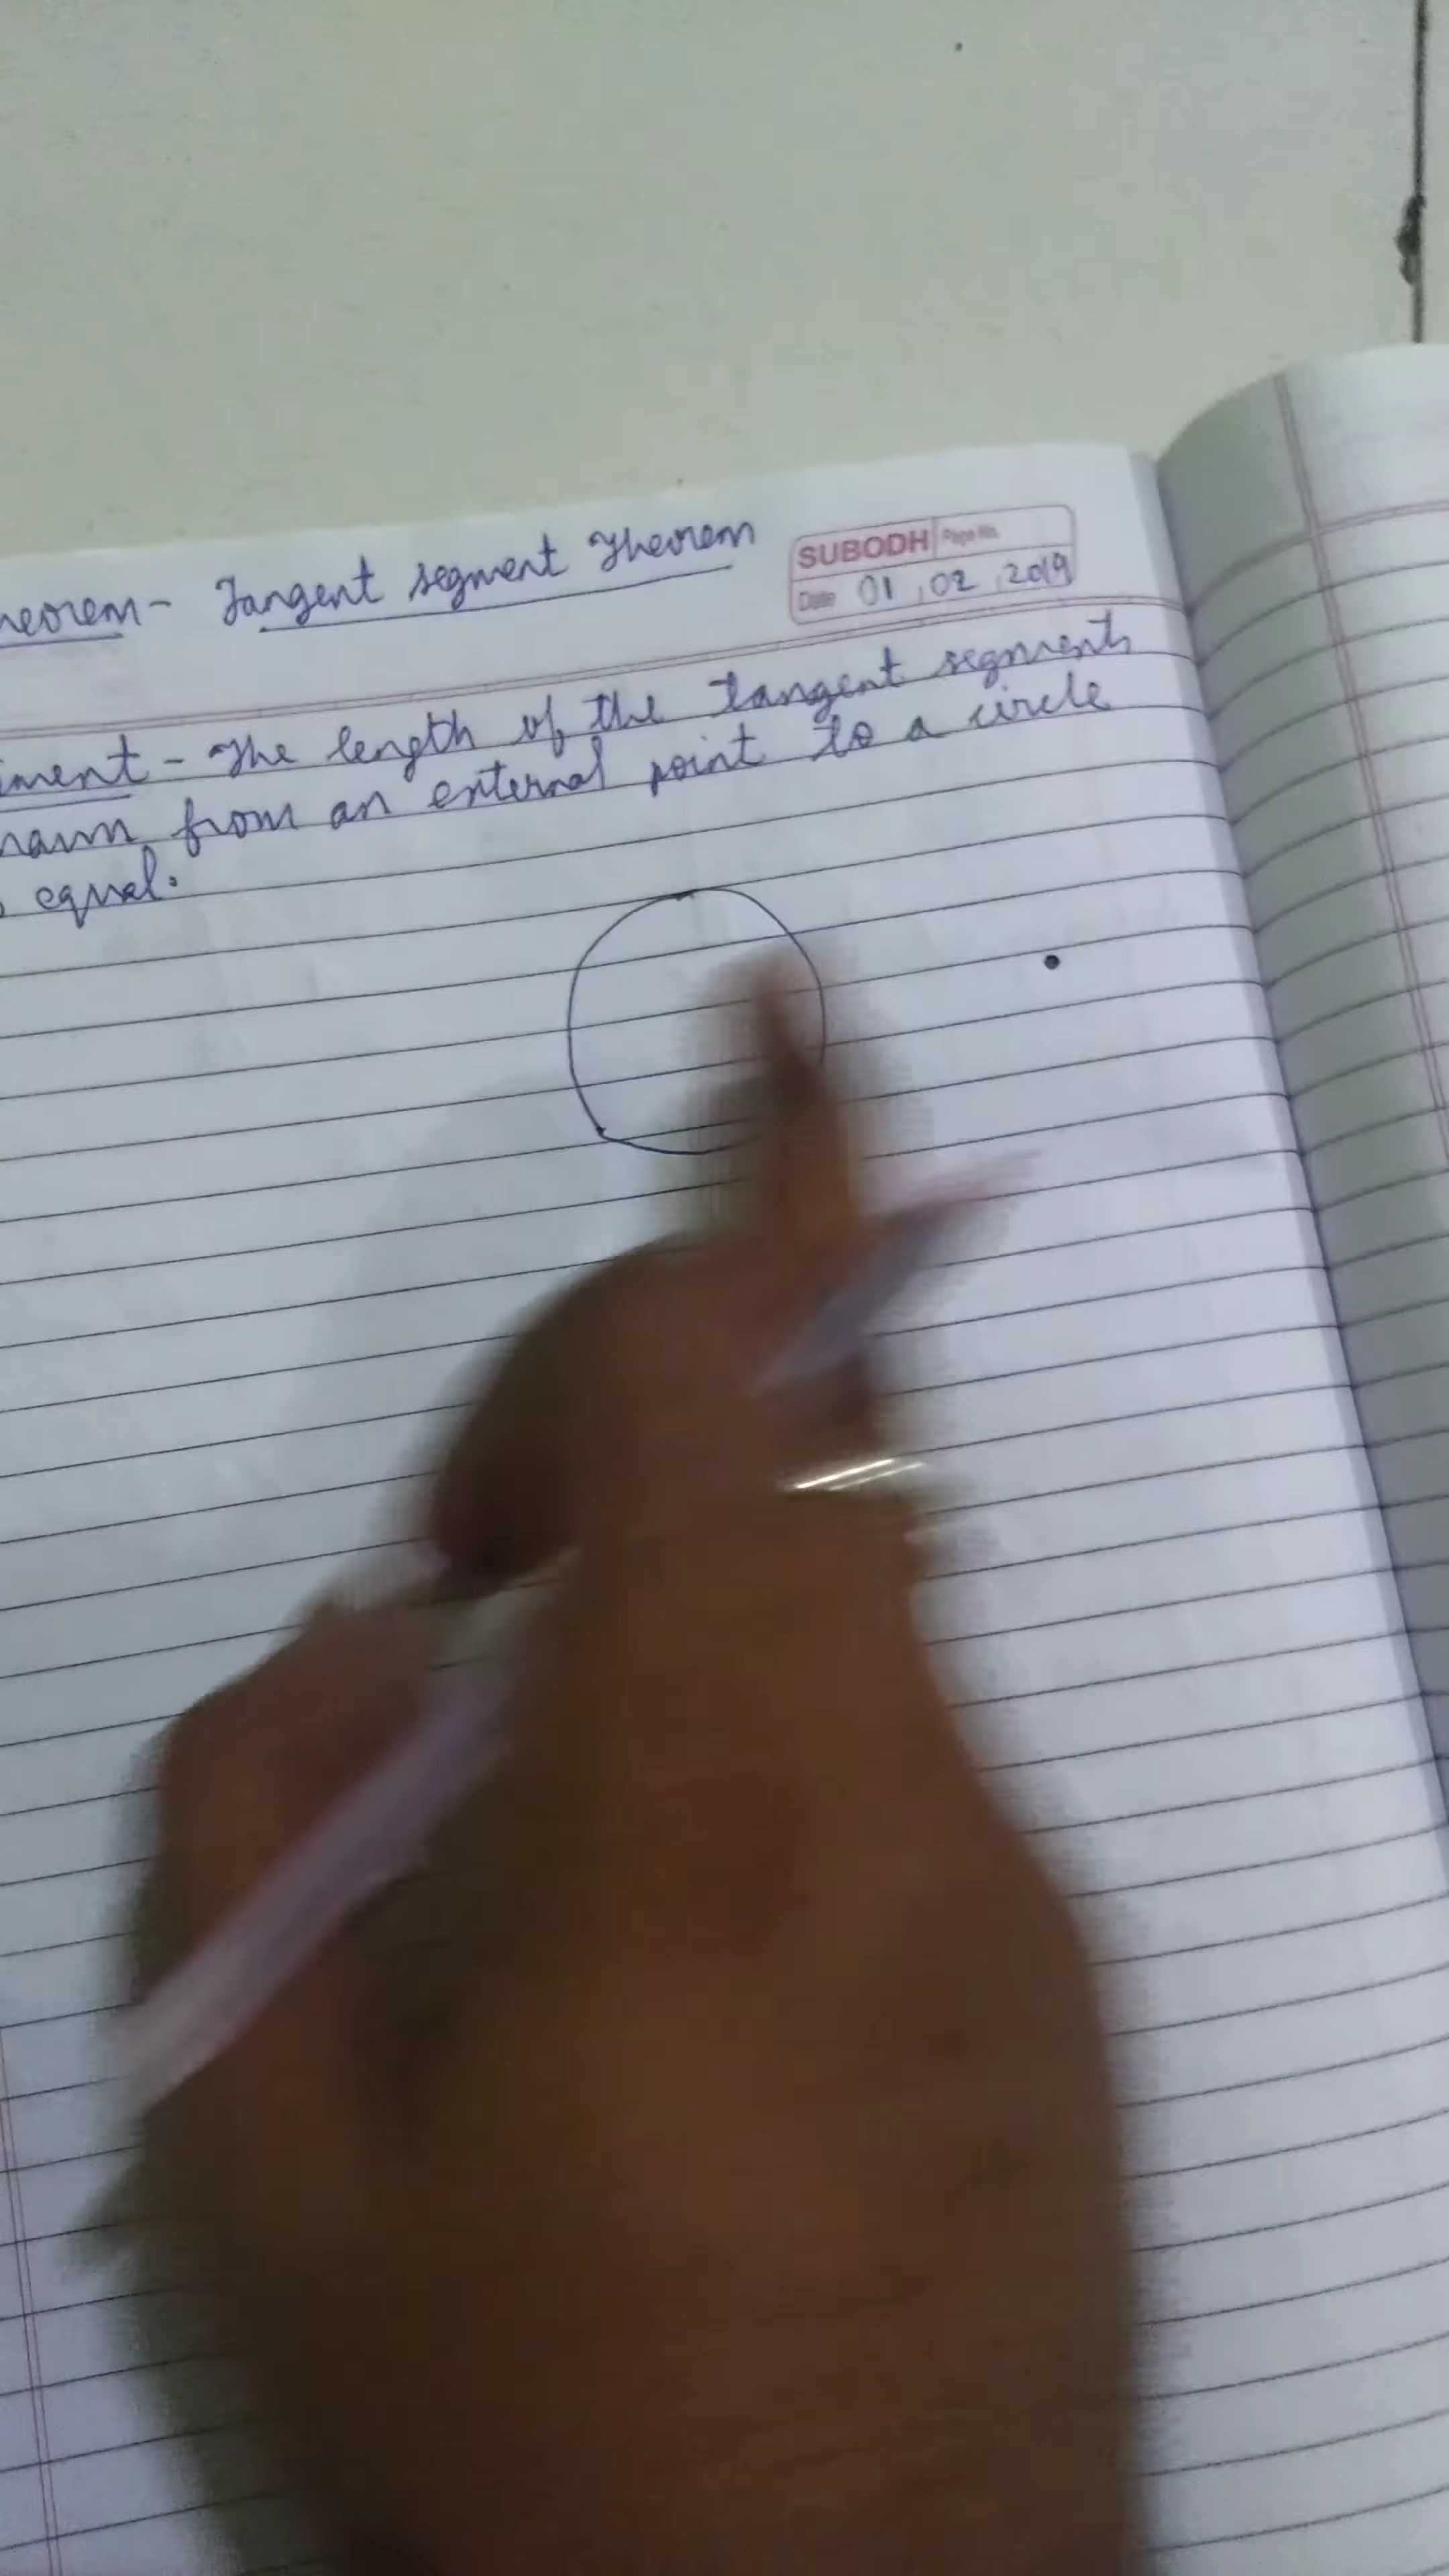 heorem - Tangent segment Theorem
SUBODH Page No.
Date 01, 02, 2019
ment - The length of the tangent segments
rawn from an external point to a circle
equal.